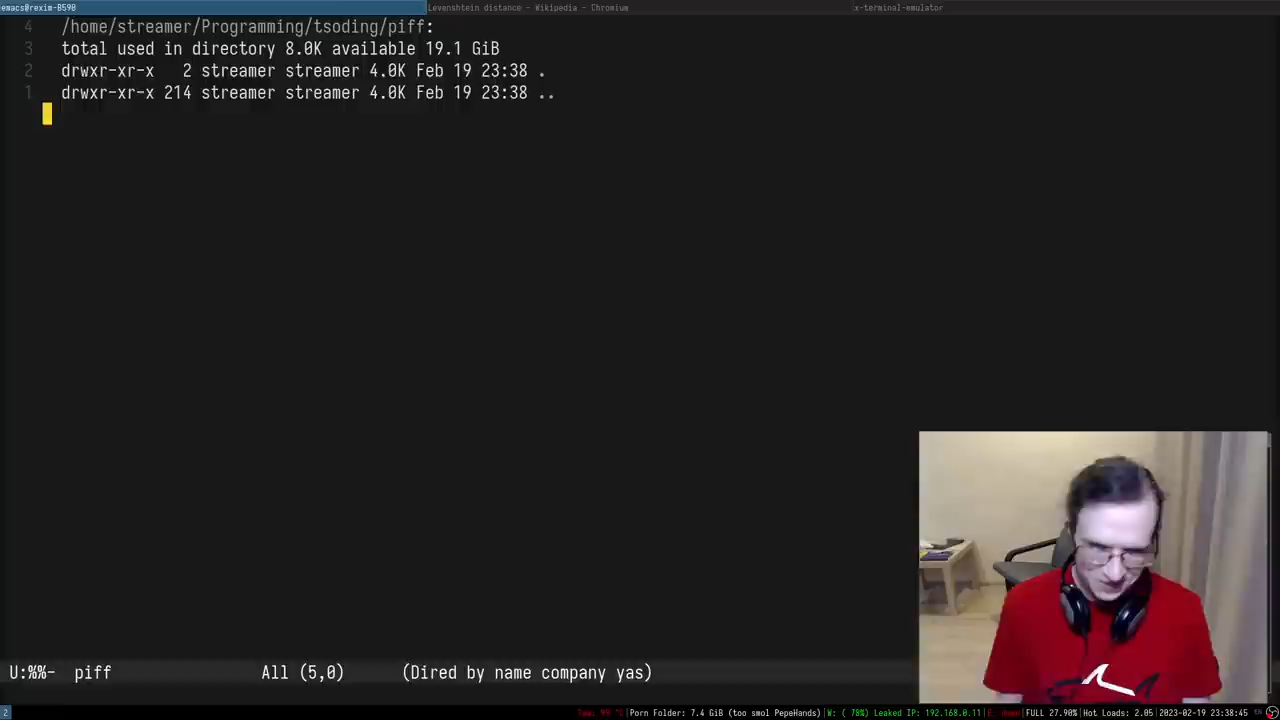 emacs@rexim-B590
Levenshtein distance - Wikipedia - Chromium
x-terminal-emulator
4 /home/streamer/Programming/tsoding/piff:
3 total used in directory 8.0K available 19.1 GiB
2 drwxr-xr-x 2 streamer streamer 4.0K Feb 19 23:38 .
1 drwxr-xr-x 214 streamer streamer 4.0K Feb 19 23:38 ..
U:%%- piff All (5,0) (Dired by name company yas)
2 |Porn Folder: 7.4 GiB (too smol PepeHands)|W: ( 78%) Leaked IP: 192.168.0.11|E: down|FULL 27.90%|Hot Loads: 2.05|2023-02-19 23:38:45